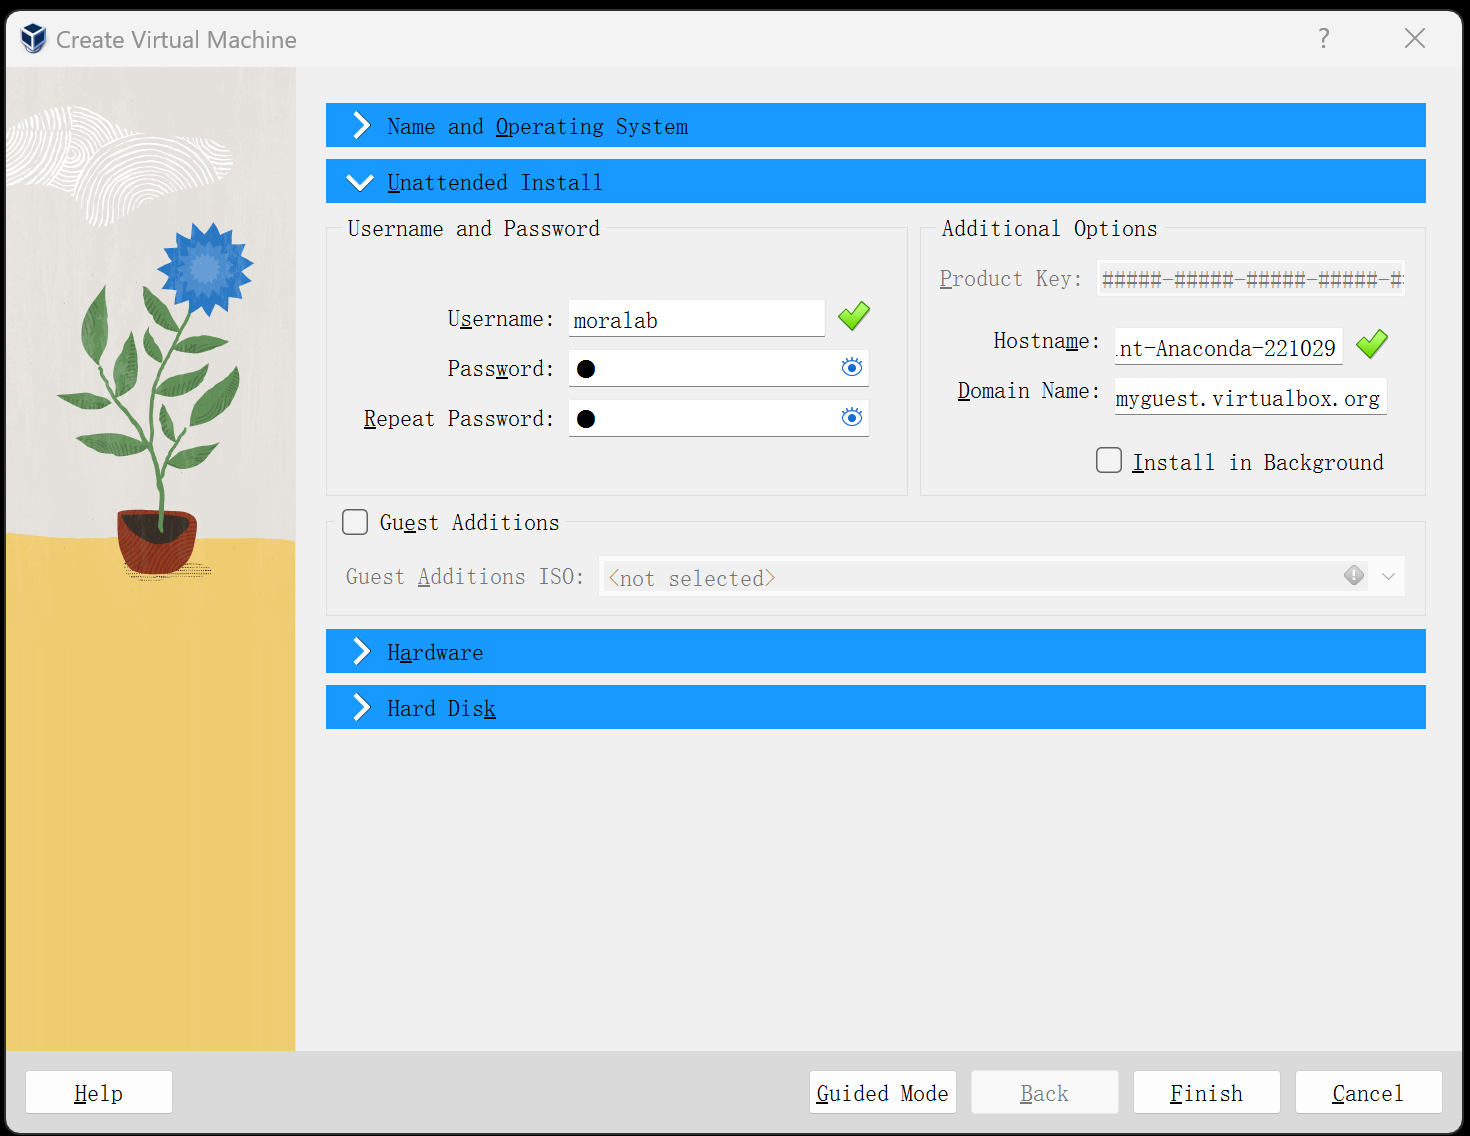 Create Virtual Machine
?
Name and Operating System
Unattended Install
Username and Password
Username: moralab
Password: ●
Repeat Password: ●
Additional Options
Product Key: #####-#####-#####-#####-#
Hostname: nt-Anaconda-221029
Domain Name: myguest.virtualbox.org
Install in Background
Guest Additions
Guest Additions ISO: <not selected>
Hardware
Hard Disk
Help
Guided Mode
Back
Finish
Cancel